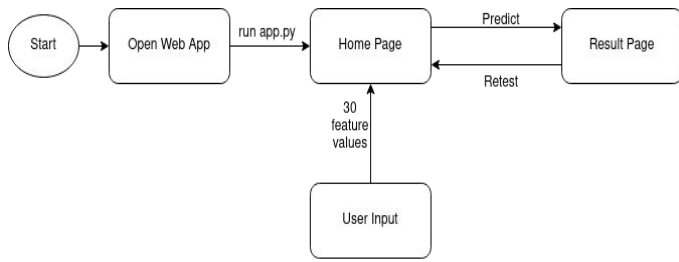 Start
Open Web App
run app.py
Home Page
Predict
Result Page
Retest
30
feature
values
User Input